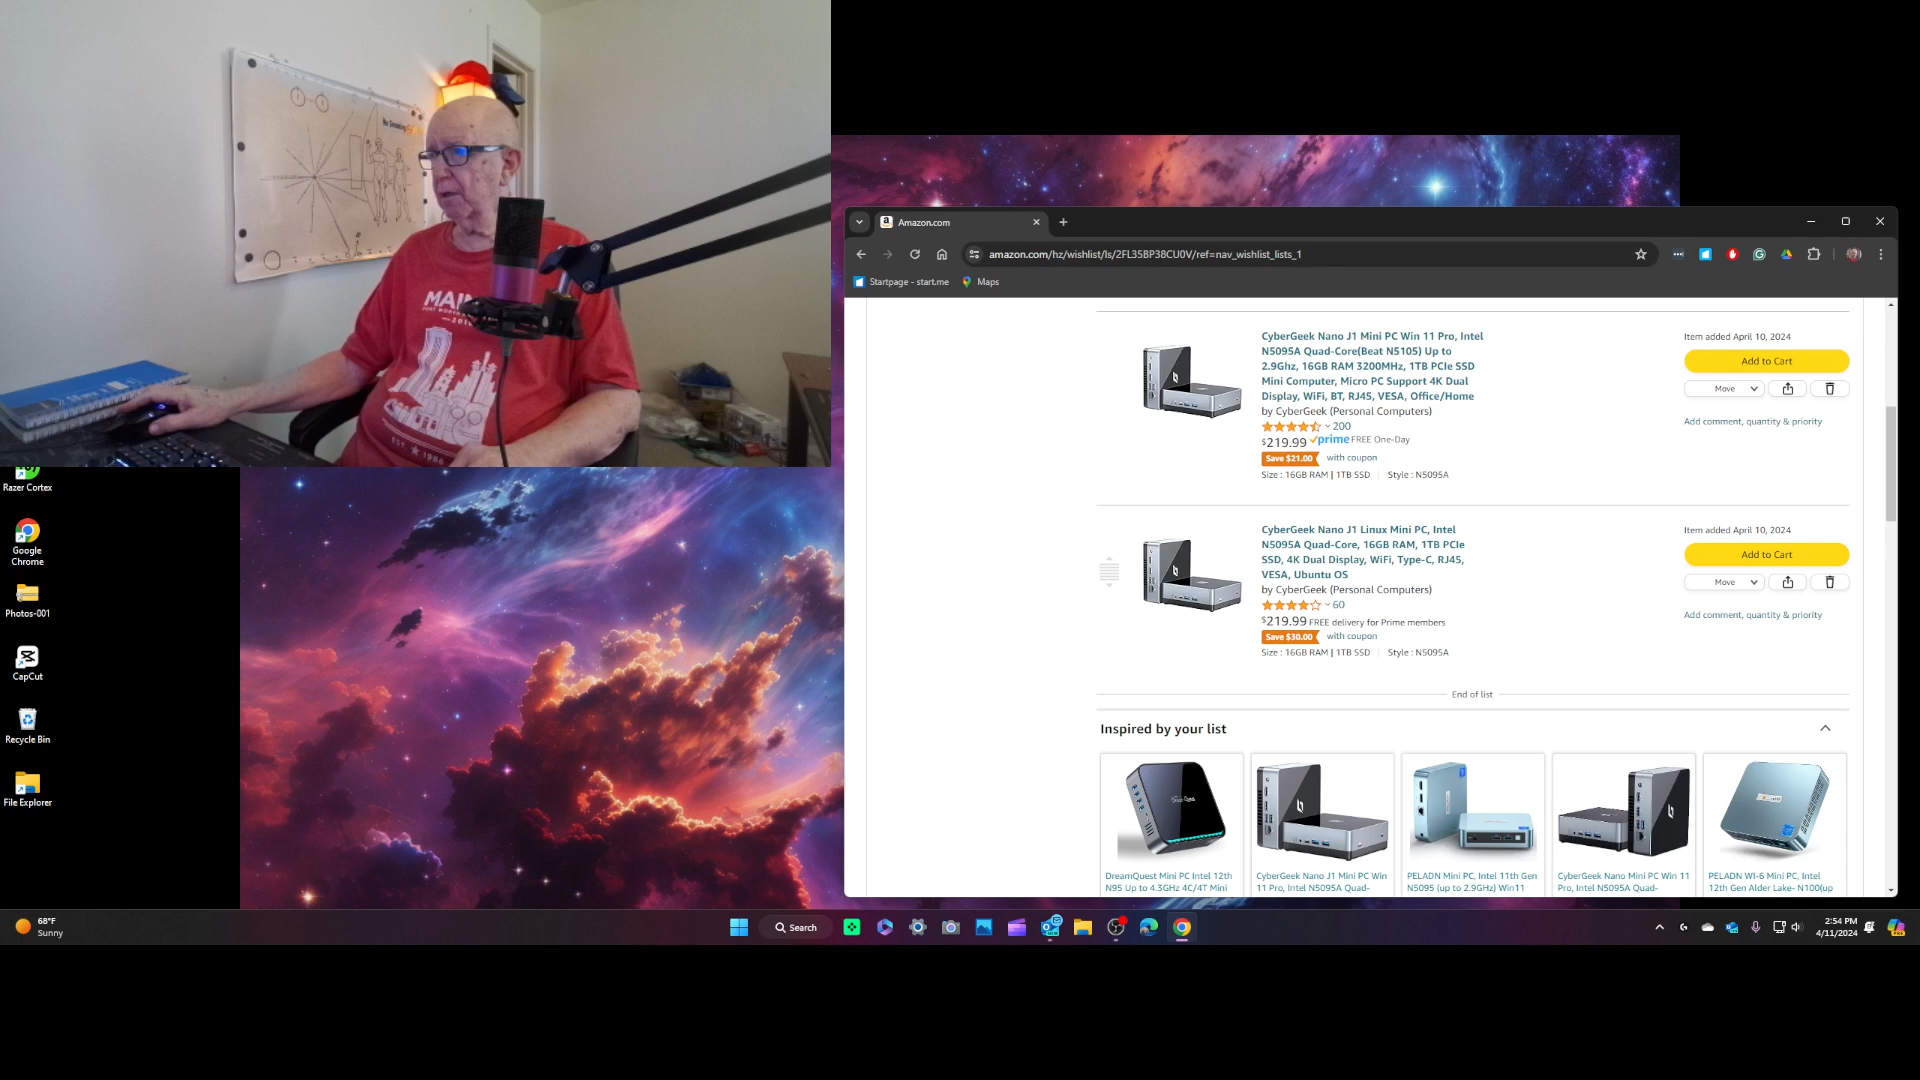 No Smoking
MAIN
EST. ★ 1986
Razer Cortex
Google
Chrome
Photos-001
CapCut
Recycle Bin
File Explorer
Amazon.com
amazon.com/hz/wishlist/ls/2FL35BP38CU0V/ref=nav_wishlist_lists_1
Startpage - start.me
Maps
CyberGeek Nano J1 Mini PC Win 11 Pro, Intel
N5095A Quad-Core(Beat N5105) Up to
2.9Ghz, 16GB RAM 3200MHz, 1TB PCIe SSD
Mini Computer, Micro PC Support 4K Dual
Display, WiFi, BT, RJ45, VESA, Office/Home
by CyberGeek (Personal Computers)
200
$219.99 prime FREE One-Day
Save $21.00 with coupon
Size : 16GB RAM | 1TB SSD Style : N5095A
Item added April 10, 2024
Add to Cart
Move
Add comment, quantity & priority
CyberGeek Nano J1 Linux Mini PC, Intel
N5095A Quad-Core, 16GB RAM, 1TB PCIe
SSD, 4K Dual Display, WiFi, Type-C, RJ45,
VESA, Ubuntu OS
by CyberGeek (Personal Computers)
60
$219.99 FREE delivery for Prime members
Save $30.00 with coupon
Size : 16GB RAM | 1TB SSD Style : N5095A
Item added April 10, 2024
Add to Cart
Move
Add comment, quantity & priority
End of list
Inspired by your list
DreamQuest Mini PC Intel 12th
N95 Up to 4.3GHz 4C/4T Mini
CyberGeek Nano J1 Mini PC Win
11 Pro, Intel N5095A Quad-
PELADN Mini PC, Intel 11th Gen
N5095 (up to 2.9GHz) Win11
CyberGeek Nano Mini PC Win 11
Pro, Intel N5095A Quad-
PELADN WI-6 Mini PC, Intel
12th Gen Alder Lake- N100(up
68°F
Sunny
Search
2:54 PM
4/11/2024